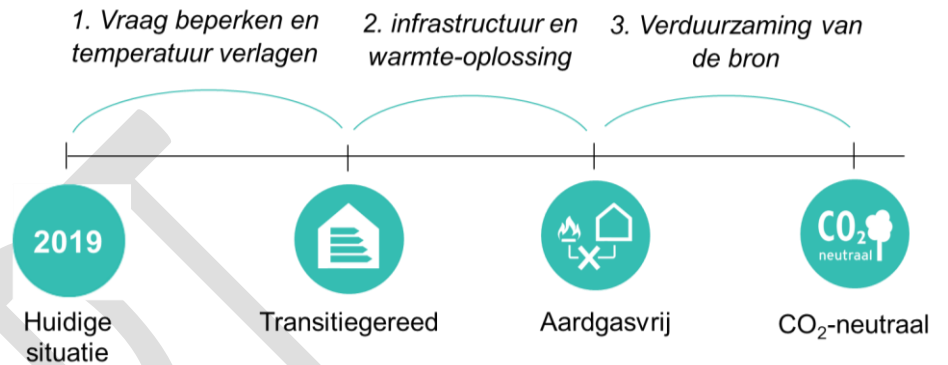 1. Vraag beperken en
temperatuur verlagen
2. infrastructuur en
warmte-oplossing
3. Verduurzaming van
de bron
2019
CO₂
neutraal
Huidige
situatie
Transitiegereed
Aardgasvrij
CO₂-neutraal